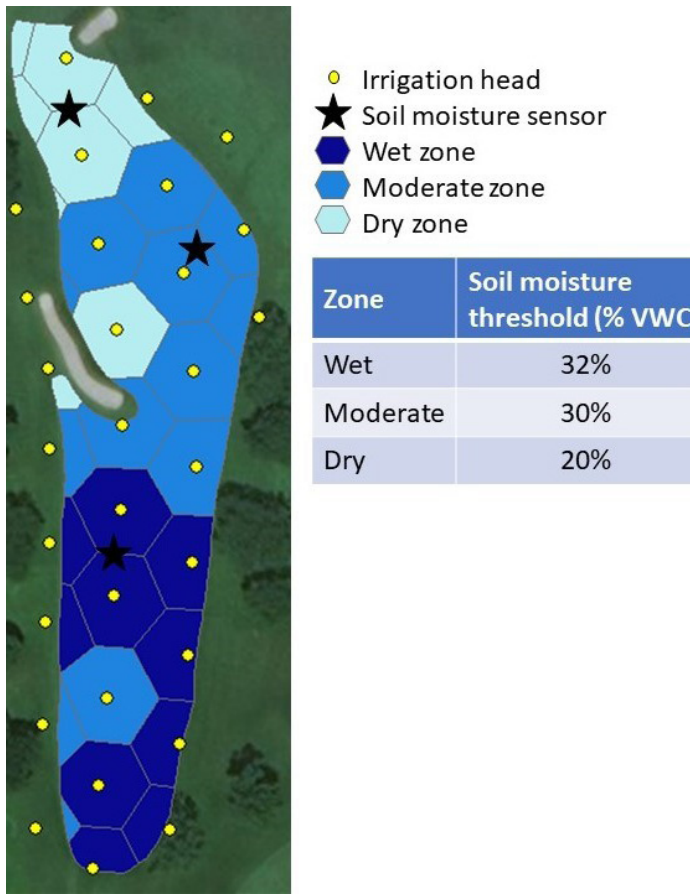 Irrigation head
Soil moisture sensor
Wet zone
Moderate zone
Dry zone
Zone
Soil moisture
threshold (% VWC
Wet
32%
Moderate
30%
Dry
20%